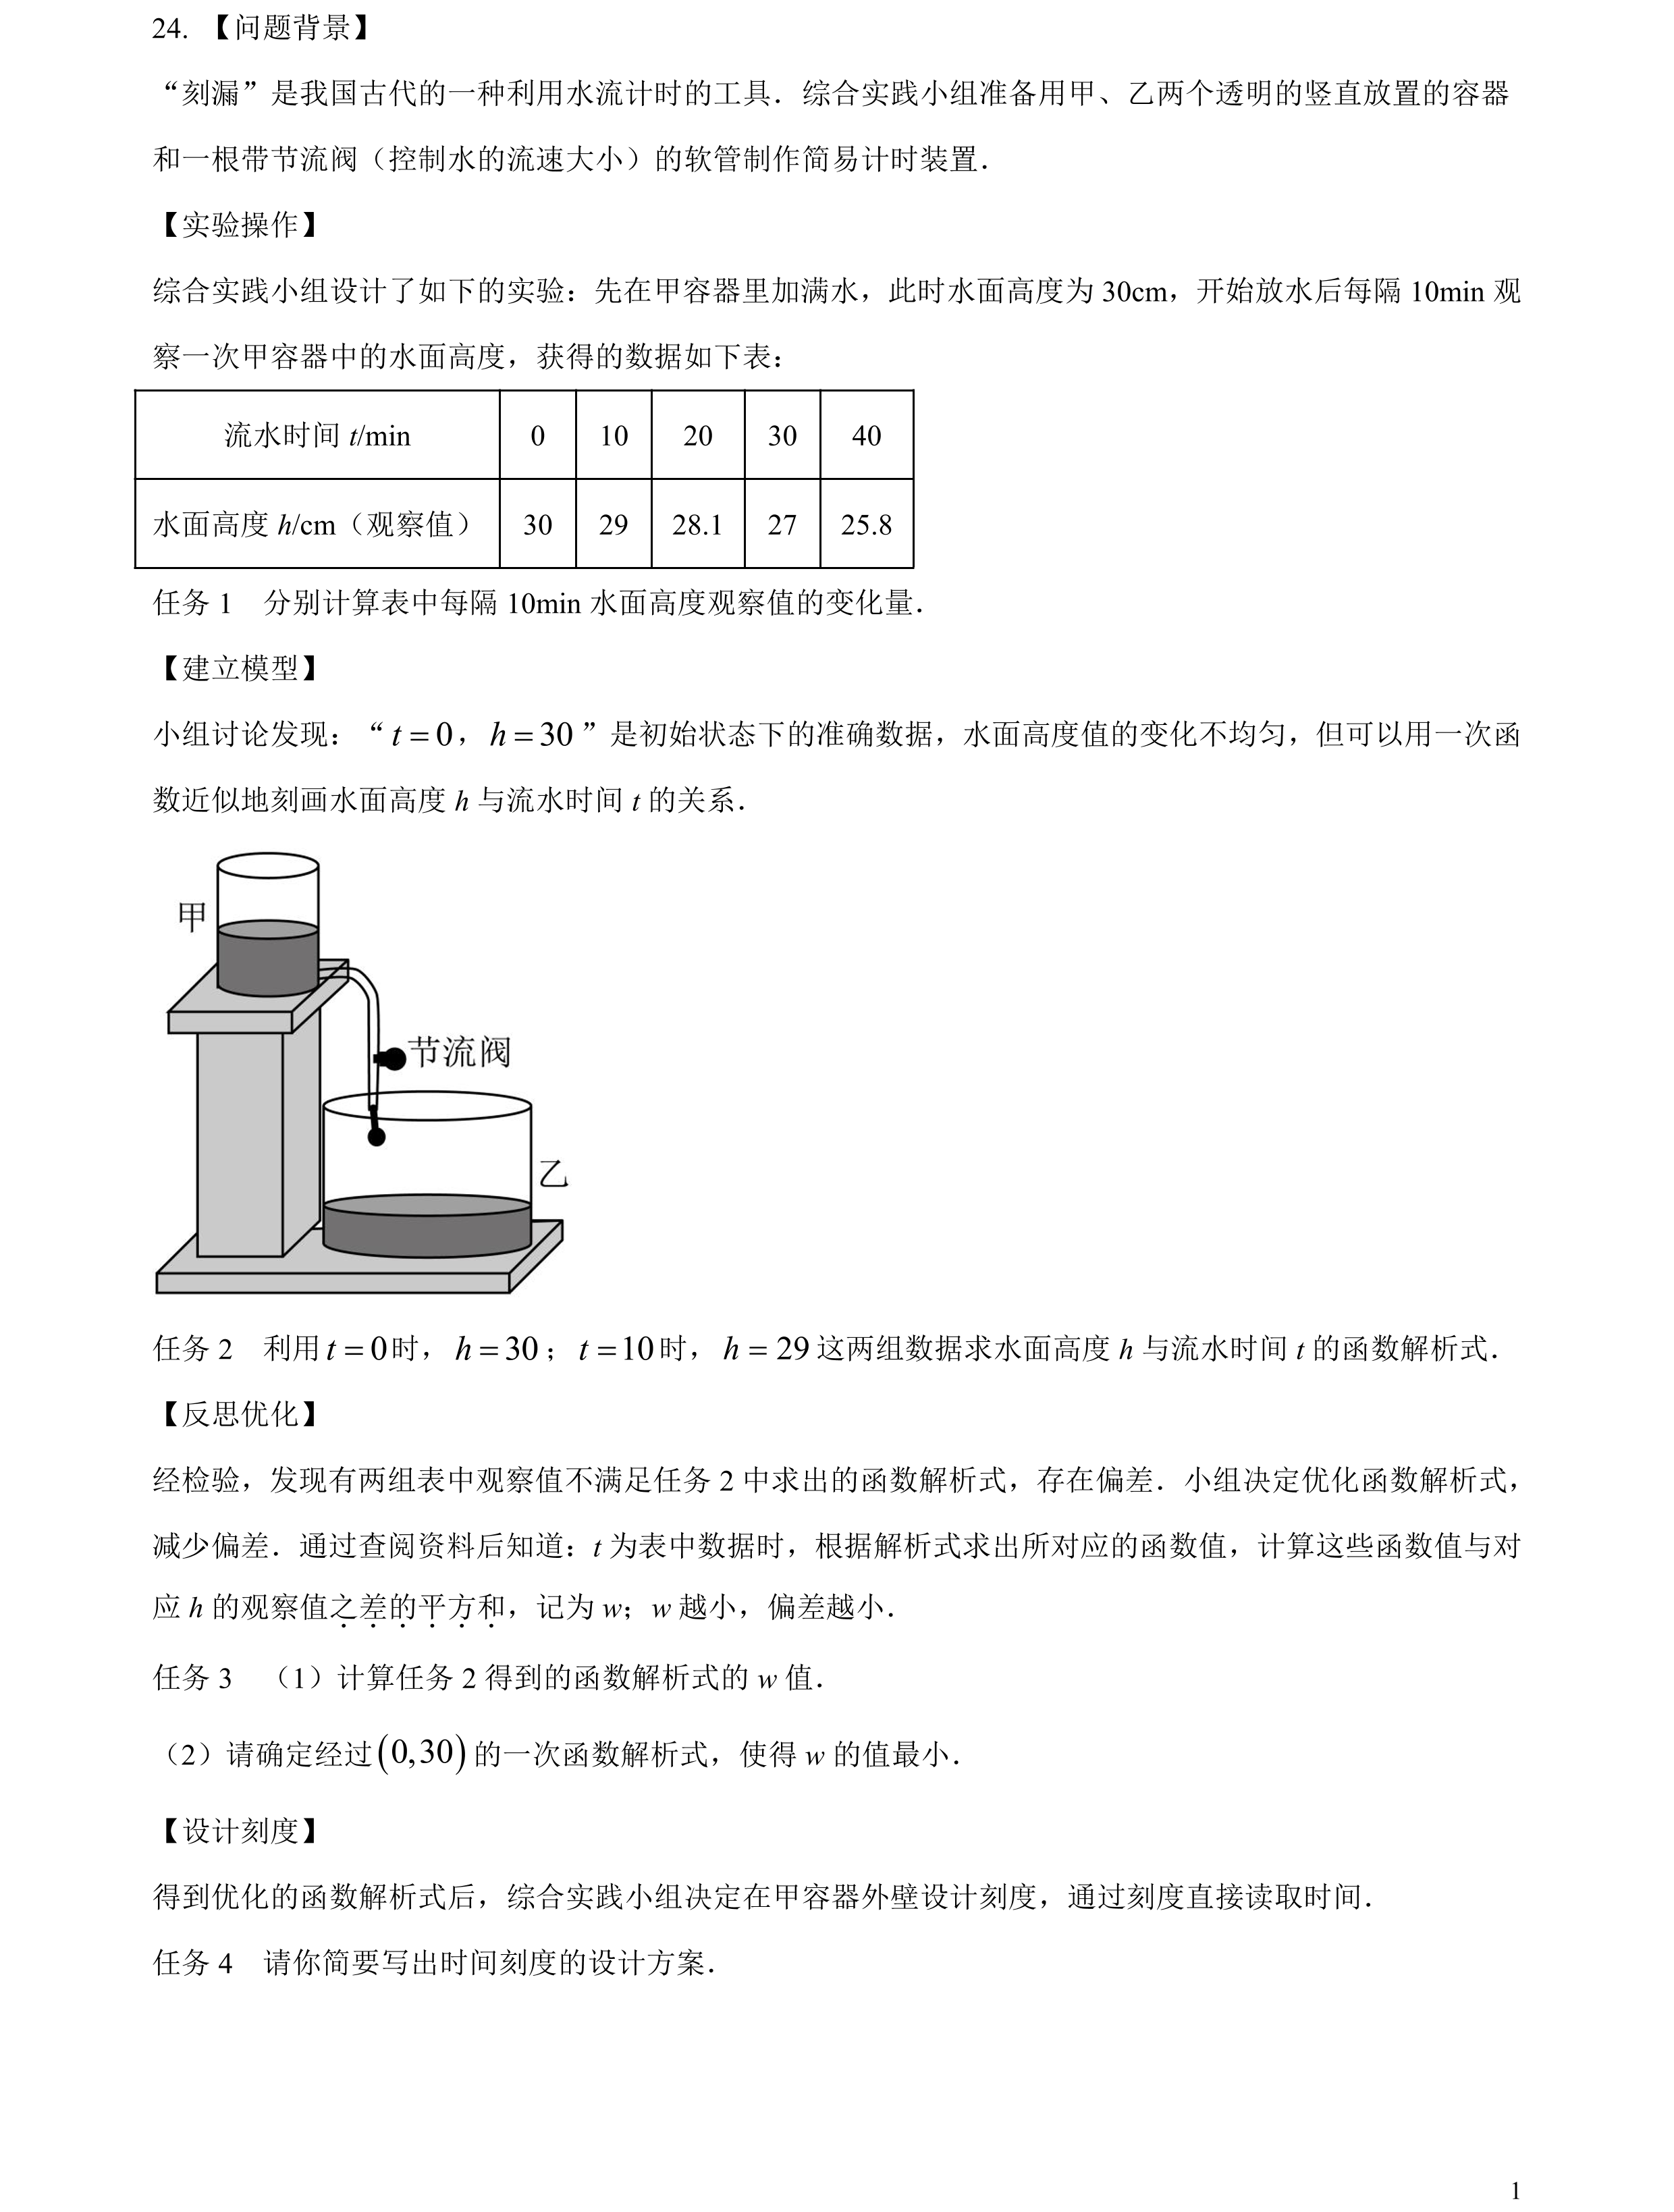 24. 【问题背景】
“刻漏”是我国古代的一种利用水流计时的工具．综合实践小组准备用甲、乙两个透明的竖直放置的容器
和一根带节流阀（控制水的流速大小）的软管制作简易计时装置．
【实验操作】
综合实践小组设计了如下的实验：先在甲容器里加满水，此时水面高度为 30cm，开始放水后每隔 10min 观
察一次甲容器中的水面高度，获得的数据如下表：
流水时间 t/min 0 10 20 30 40
水面高度 h/cm（观察值） 30 29 28.1 27 25.8
任务 1 分别计算表中每隔 10min 水面高度观察值的变化量．
【建立模型】
小组讨论发现：“t = 0，h = 30”是初始状态下的准确数据，水面高度值的变化不均匀，但可以用一次函
数近似地刻画水面高度 h 与流水时间 t 的关系．
甲
节流阀
乙
任务 2 利用 t = 0 时，h = 30；t = 10 时，h = 29 这两组数据求水面高度 h 与流水时间 t 的函数解析式．
【反思优化】
经检验，发现有两组表中观察值不满足任务 2 中求出的函数解析式，存在偏差．小组决定优化函数解析式，
减少偏差．通过查阅资料后知道：t 为表中数据时，根据解析式求出所对应的函数值，计算这些函数值与对
应 h 的观察值之差的平方和，记为 w；w 越小，偏差越小．
任务 3 （1）计算任务 2 得到的函数解析式的 w 值．
（2）请确定经过(0,30)的一次函数解析式，使得 w 的值最小．
【设计刻度】
得到优化的函数解析式后，综合实践小组决定在甲容器外壁设计刻度，通过刻度直接读取时间．
任务 4 请你简要写出时间刻度的设计方案．
1